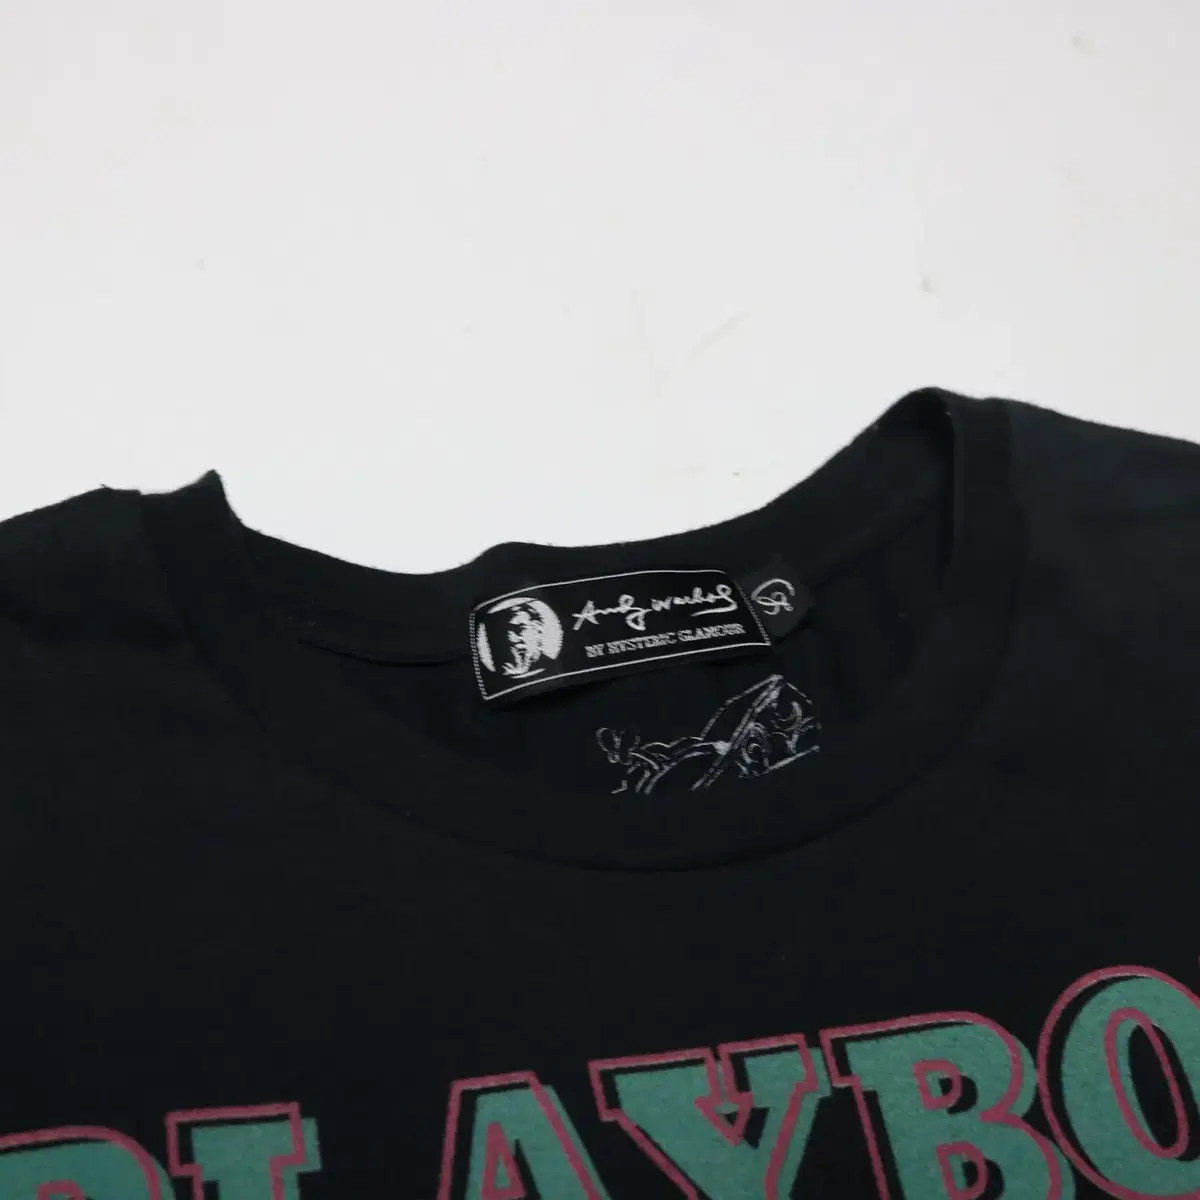 Andy Warhol
BY HYSTERIC GLAMOUR
S
PLAYBO